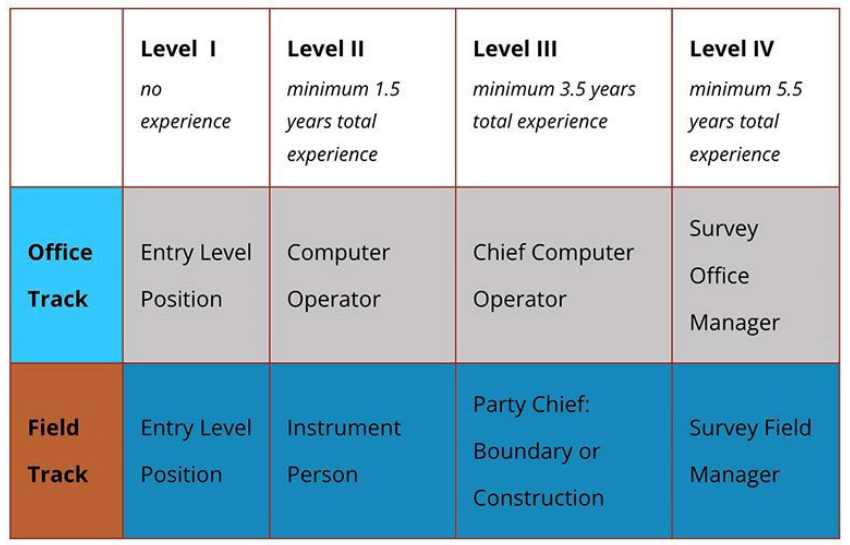 Level I
no
experience
Level II
minimum 1.5
years total
experience
Level III
minimum 3.5 years
total experience
Level IV
minimum 5.5
years total
experience
Office
Track
Entry Level
Position
Computer
Operator
Chief Computer
Operator
Survey
Office
Manager
Field
Track
Entry Level
Position
Instrument
Person
Party Chief:
Boundary or
Construction
Survey Field
Manager